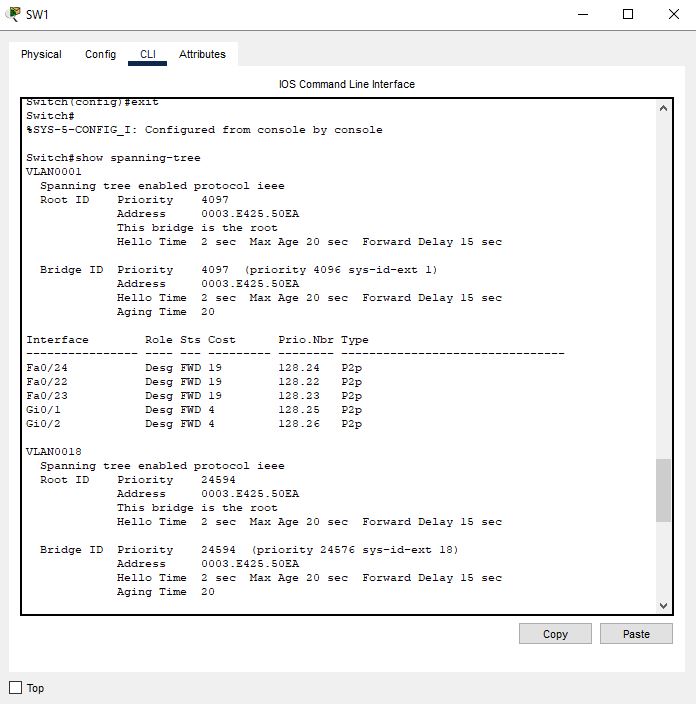 SW1
Physical Config CLI Attributes
IOS Command Line Interface
Switch(config)#exit
Switch#
%SYS-5-CONFIG_I: Configured from console by console
Switch#show spanning-tree
VLAN0001
  Spanning tree enabled protocol ieee
  Root ID    Priority    4097
             Address     0003.E425.50EA
             This bridge is the root
             Hello Time  2 sec  Max Age 20 sec  Forward Delay 15 sec
  Bridge ID  Priority    4097  (priority 4096 sys-id-ext 1)
             Address     0003.E425.50EA
             Hello Time  2 sec  Max Age 20 sec  Forward Delay 15 sec
             Aging Time  20
Interface        Role Sts Cost      Prio.Nbr Type
---------------- ---- --- --------- -------- --------------------------------
Fa0/24           Desg FWD 19        128.24   P2p
Fa0/22           Desg FWD 19        128.22   P2p
Fa0/23           Desg FWD 19        128.23   P2p
Gi0/1            Desg FWD 4         128.25   P2p
Gi0/2            Desg FWD 4         128.26   P2p
VLAN0018
  Spanning tree enabled protocol ieee
  Root ID    Priority    24594
             Address     0003.E425.50EA
             This bridge is the root
             Hello Time  2 sec  Max Age 20 sec  Forward Delay 15 sec
  Bridge ID  Priority    24594  (priority 24576 sys-id-ext 18)
             Address     0003.E425.50EA
             Hello Time  2 sec  Max Age 20 sec  Forward Delay 15 sec
             Aging Time  20
Copy Paste
Top